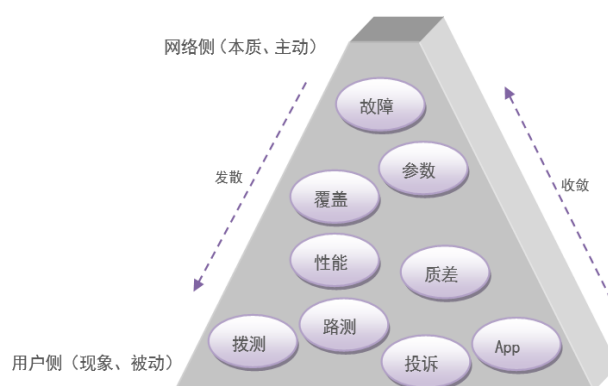 网络侧（本质、主动）
故障
参数
发散
收敛
覆盖
性能
质差
路测
拨测
App
投诉
用户侧（现象、被动）